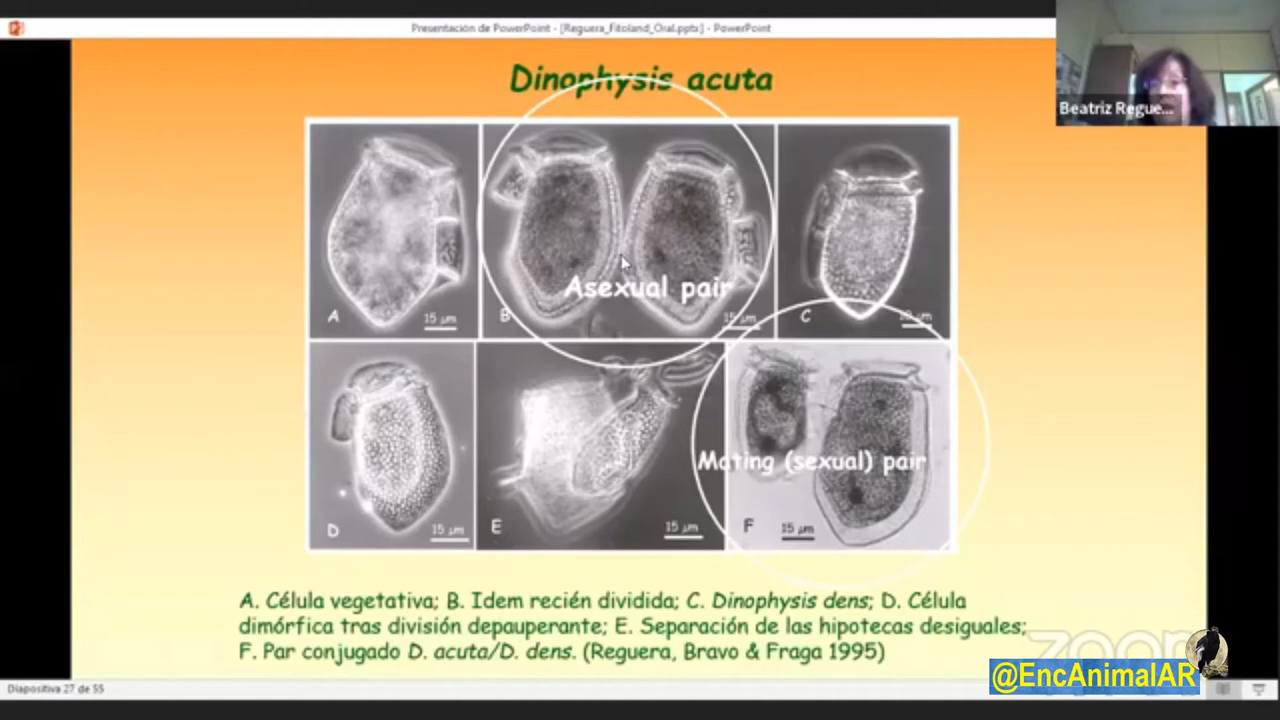 Presentación de PowerPoint - [Reguera_Fitoland_Oral.pptx] - PowerPoint
Dinophysis acuta
Beatriz Regue...
A
15 µm
B
Asexual pair
15 µm
C
D
15 µm
E
15 µm
F
15 µm
Mating (sexual) pair
A. Célula vegetativa; B. Idem recién dividida; C. Dinophysis dens; D. Célula
dimórfica tras división depauperante; E. Separación de las hipotecas desiguales;
F. Par conjugado D. acuta/D. dens. (Reguera, Bravo & Fraga 1995)
zoom
@EncAnimalAR
Diapositiva 27 de 55